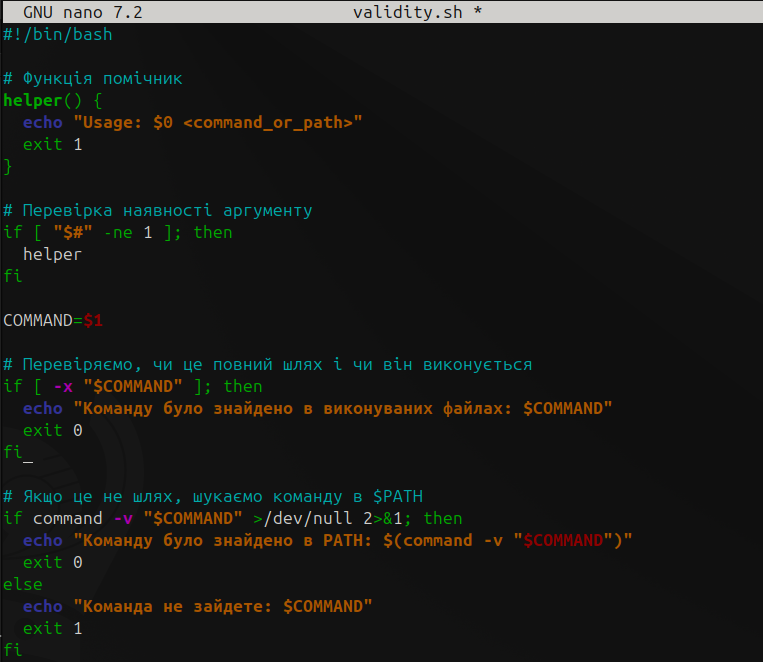 GNU nano 7.2 validity.sh *
#!/bin/bash
# Функція помічник
helper() {
echo "Usage: $0 <command_or_path>"
exit 1
}
# Перевірка наявності аргументу
if [ "$#" -ne 1 ]; then
helper
fi
COMMAND=$1
# Перевіряємо, чи це повний шлях і чи він виконується
if [ -x "$COMMAND" ]; then
echo "Команду було знайдено в виконуваних файлах: $COMMAND"
exit 0
fi
# Якщо це не шлях, шукаємо команду в $PATH
if command -v "$COMMAND" >/dev/null 2>&1; then
echo "Команду було знайдено в PATH: $(command -v "$COMMAND")"
exit 0
else
echo "Команда не зайдете: $COMMAND"
exit 1
fi